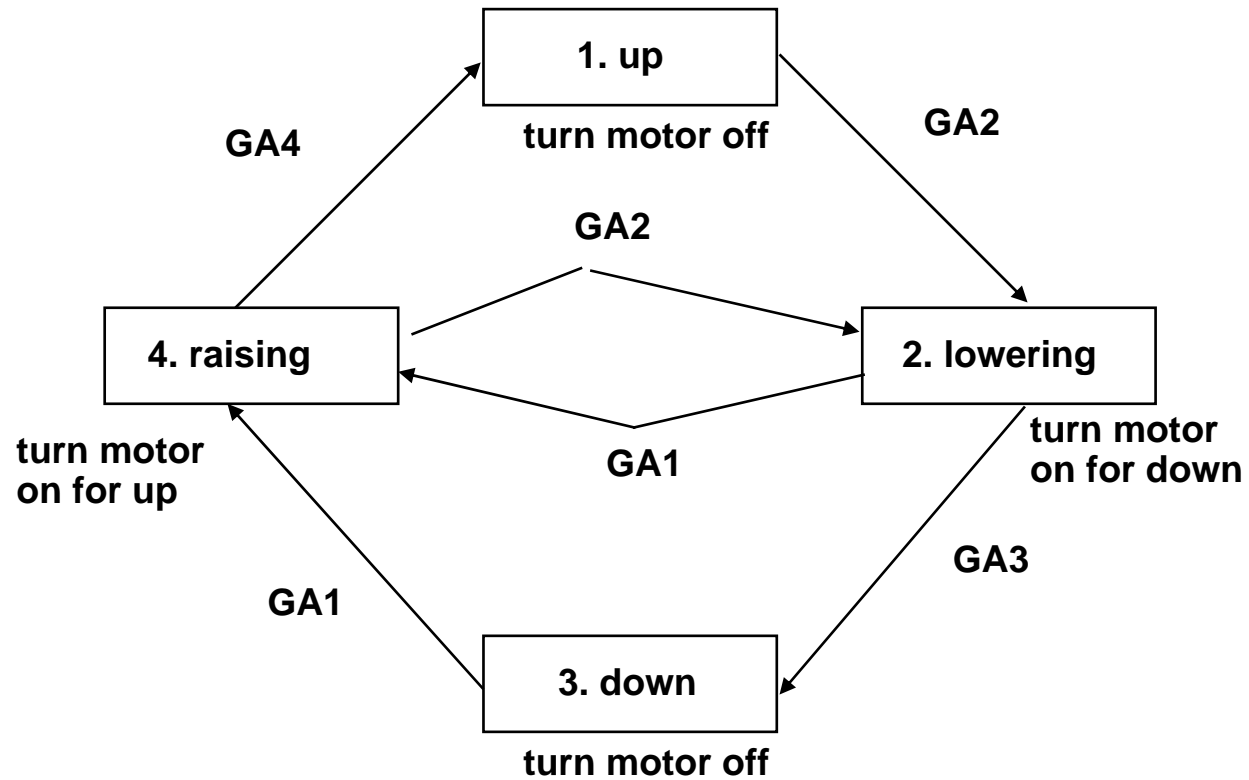 1. up
turn motor off
GA4
GA2
GA2
4. raising
2. lowering
turn motor
on for up
turn motor
on for down
GA1
GA3
GA1
3. down
turn motor off